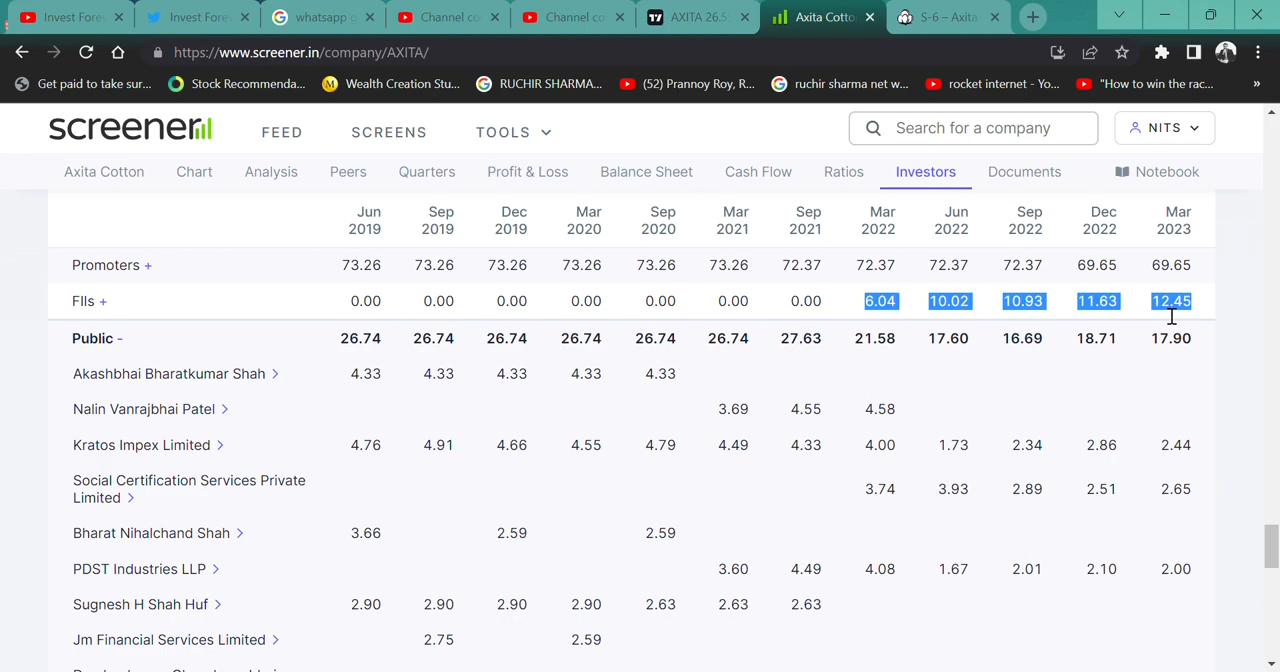 Invest Fore
Invest Fore
whatsapp g
Channel co
Channel co
AXITA 26.5
Axita Cotto
S-6 – Axita
https://www.screener.in/company/AXITA/
Get paid to take sur...
Stock Recommenda...
Wealth Creation Stu...
RUCHIR SHARMA...
(52) Prannoy Roy, R...
ruchir sharma net w...
rocket internet - Yo...
"How to win the rac...
»
screener
FEED
SCREENS
TOOLS
Search for a company
NITS
Axita Cotton Chart Analysis Peers Quarters Profit & Loss Balance Sheet Cash Flow Ratios Investors Documents Notebook
Jun Sep Dec Mar Sep Mar Sep Mar Jun Sep Dec Mar
2019 2019 2019 2020 2020 2021 2021 2022 2022 2022 2022 2023
Promoters + 73.26 73.26 73.26 73.26 73.26 73.26 72.37 72.37 72.37 72.37 69.65 69.65
FIIs + 0.00 0.00 0.00 0.00 0.00 0.00 0.00 6.04 10.02 10.93 11.63 12.45
Public - 26.74 26.74 26.74 26.74 26.74 26.74 27.63 21.58 17.60 16.69 18.71 17.90
Akashbhai Bharatkumar Shah > 4.33 4.33 4.33 4.33 4.33
Nalin Vanrajbhai Patel > 3.69 4.55 4.58
Kratos Impex Limited > 4.76 4.91 4.66 4.55 4.79 4.49 4.33 4.00 1.73 2.34 2.86 2.44
Social Certification Services Private
Limited > 3.74 3.93 2.89 2.51 2.65
Bharat Nihalchand Shah > 3.66 2.59 2.59
PDST Industries LLP > 3.60 4.49 4.08 1.67 2.01 2.10 2.00
Sugnesh H Shah Huf > 2.90 2.90 2.90 2.90 2.63 2.63 2.63
Jm Financial Services Limited > 2.75 2.59